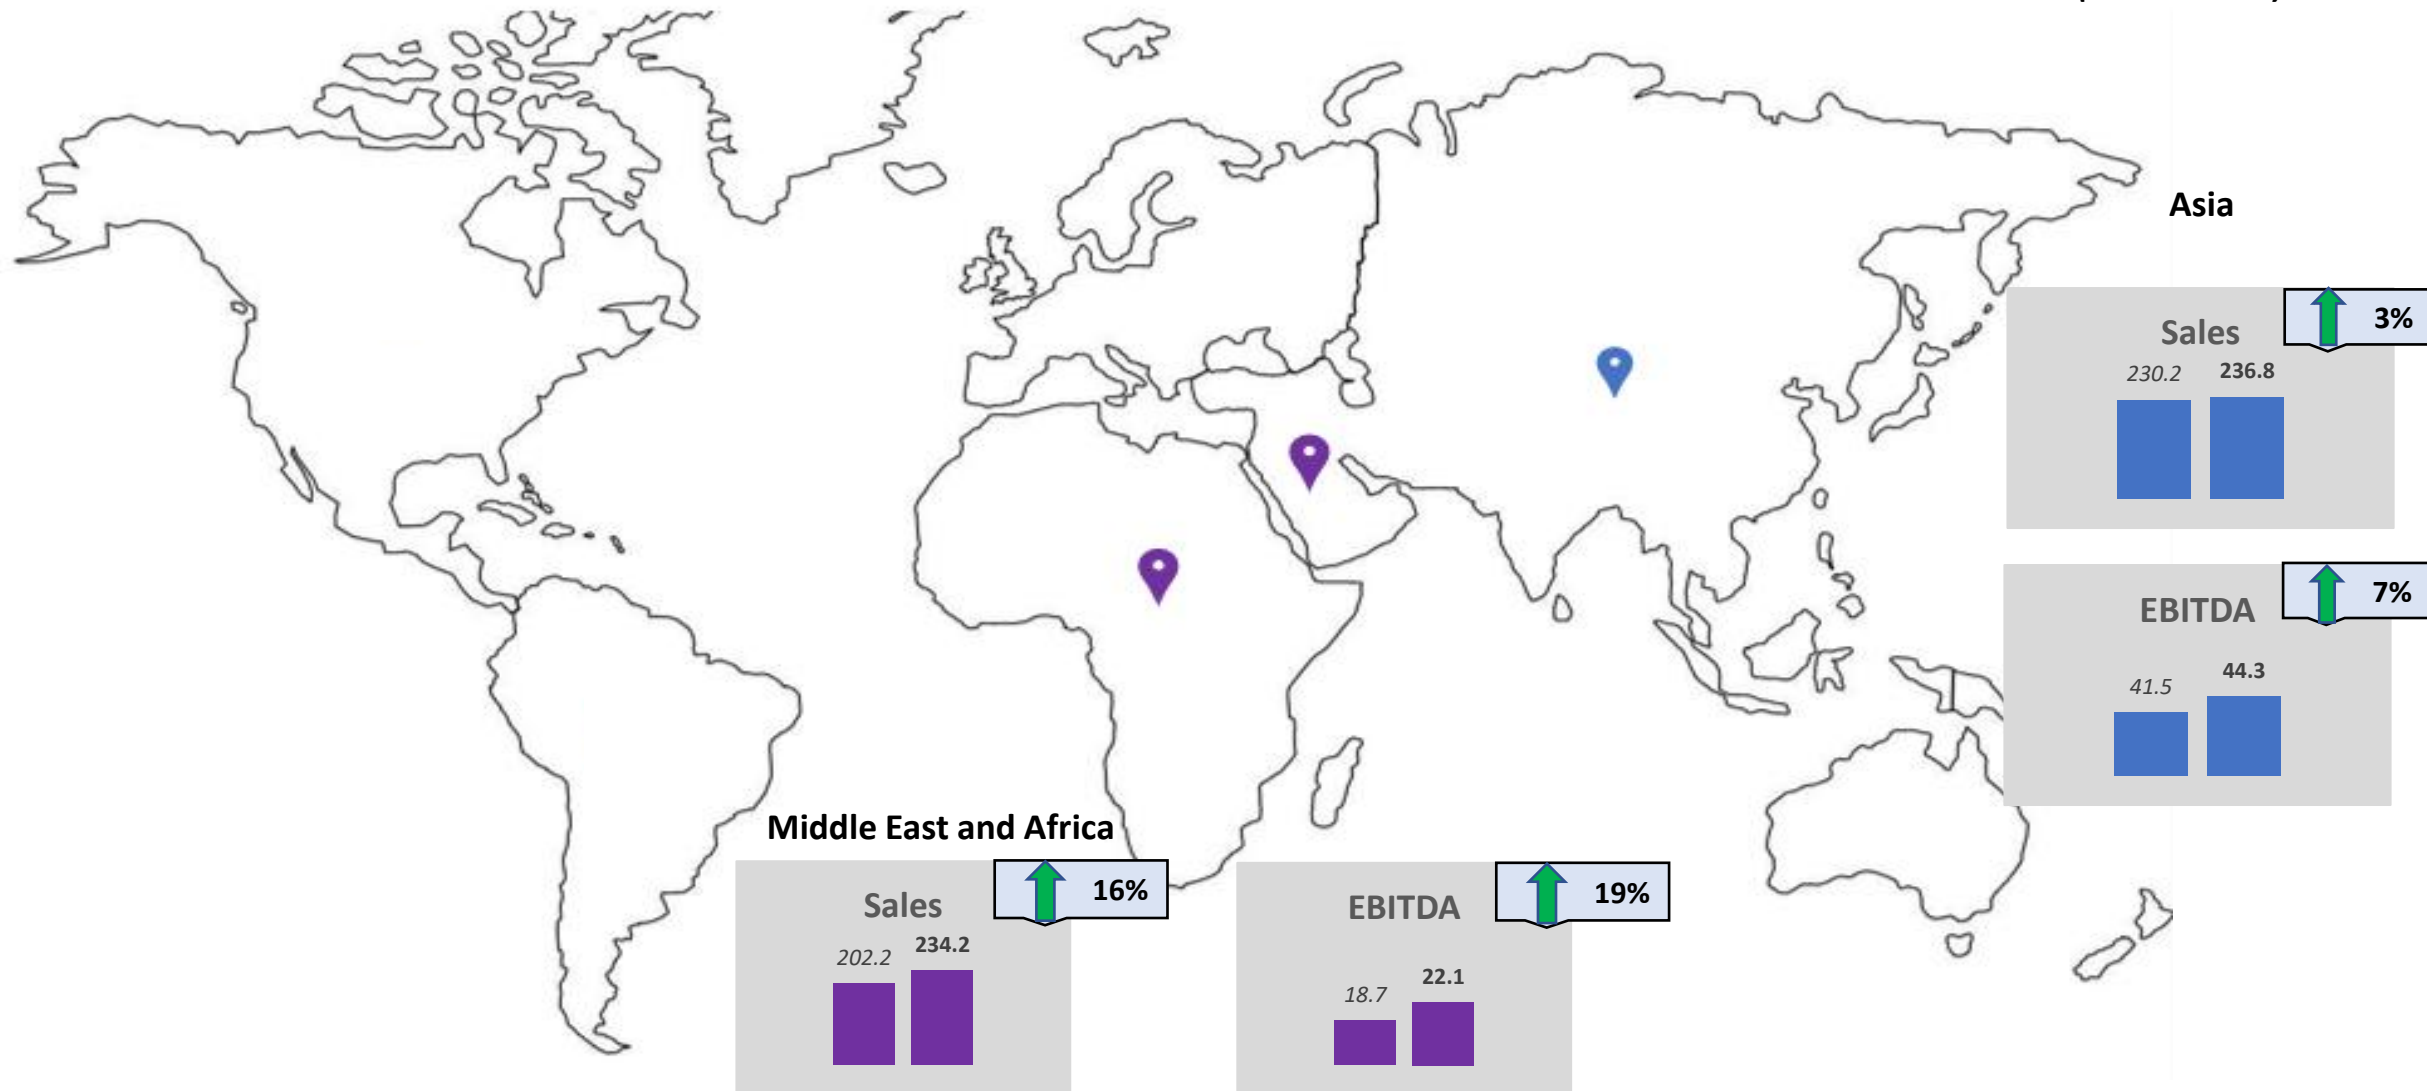 Asia
Sales
3%
230.2
236.8
EBITDA
7%
41.5
44.3
Middle East and Africa
Sales
16%
202.2
234.2
EBITDA
19%
18.7
22.1